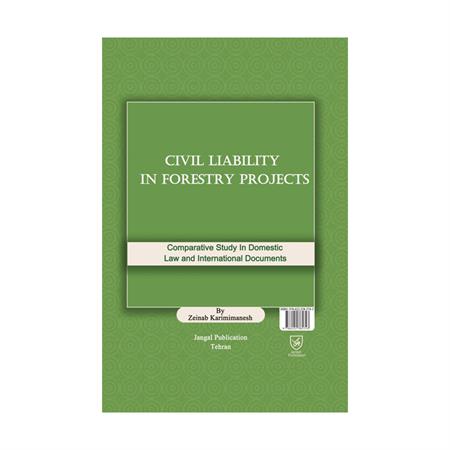 CIVIL LIABILITY
IN FORESTRY PROJECTS
Comparative Study In Domestic
Law and International Documents
By
Zeinab Karimimanesh
Jangal Publication
Tehran